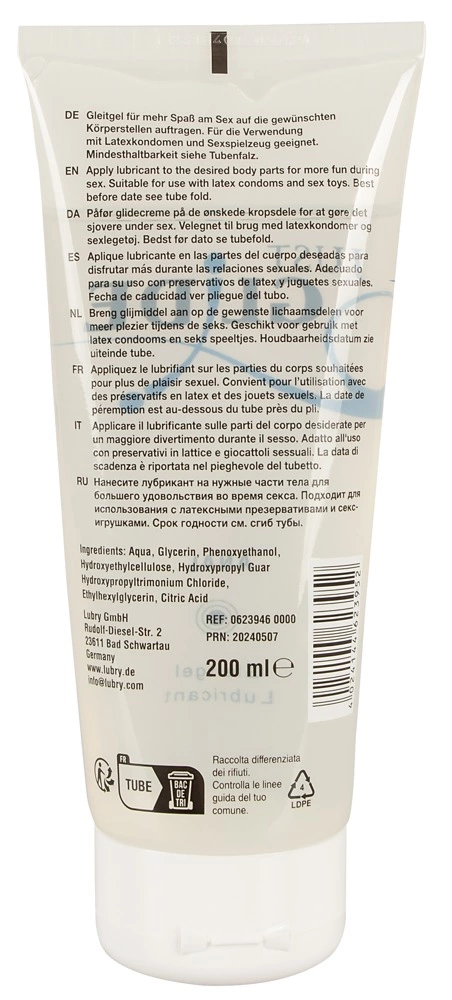 DE Gleitgel für mehr Spaß am Sex auf die gewünschten
Körperstellen auftragen. Für die Verwendung
mit Latexkondomen und Sexspielzeug geeignet.
Mindesthaltbarkeit siehe Tubenfalz.
EN Apply lubricant to the desired body parts for more fun during
sex. Suitable for use with latex condoms and sex toys. Best
before date see tube fold.
DA Påfør glidecreme på de ønskede kropsdele for at gøre det
sjovere under sex. Velegnet til brug med latexkondomer og
sexlegetøj. Bedst før dato se tubefold.
ES Aplique lubricante en las partes del cuerpo deseadas para
disfrutar más durante las relaciones sexuales. Adecuado
para su uso con preservativos de latex y juguetes sexuales.
Fecha de caducidad ver pliegue del tubo.
NL Breng glijmiddel aan op de gewenste lichaamsdelen voor
meer plezier tijdens de seks. Geschikt voor gebruik met
latex condooms en seks speeltjes. Houdbaarheidsdatum zie
uiteinde tube.
FR Appliquez le lubrifiant sur les parties du corps souhaitées
pour plus de plaisir sexuel. Convient pour l'utilisation avec
des préservatifs en latex et des jouets sexuels. La date de
péremption est au-dessous du tube près du pli.
IT Applicare il lubrificante sulle parti del corpo desiderate per
un maggiore divertimento durante il sesso. Adatto all'uso
con preservativi in lattice e giocattoli sessuali. La data di
scadenza è riportata nel pieghevole del tubetto.
RU Нанесите лубрикант на нужные части тела для
большего удовольствия во время секса. Подходит для
использования с латексными презервативами и секс-
игрушками. Срок годности см. сгиб тубы.
Ingredients: Aqua, Glycerin, Phenoxyethanol,
Hydroxyethylcellulose, Hydroxypropyl Guar
Hydroxypropyltrimonium Chloride,
Ethylhexylglycerin, Citric Acid
Lubry GmbH
Rudolf-Diesel-Str. 2
23611 Bad Schwartau
Germany
www.lubry.de
info@lubry.com
REF: 0623946 0000
PRN: 20240507
200 ml ℮
4 024144 623952
FR
TUBE
BAC
DE
TRI
Raccolta differenziata
dei rifiuti.
Controlla le linee
guida del tuo
comune.
4
LDPE